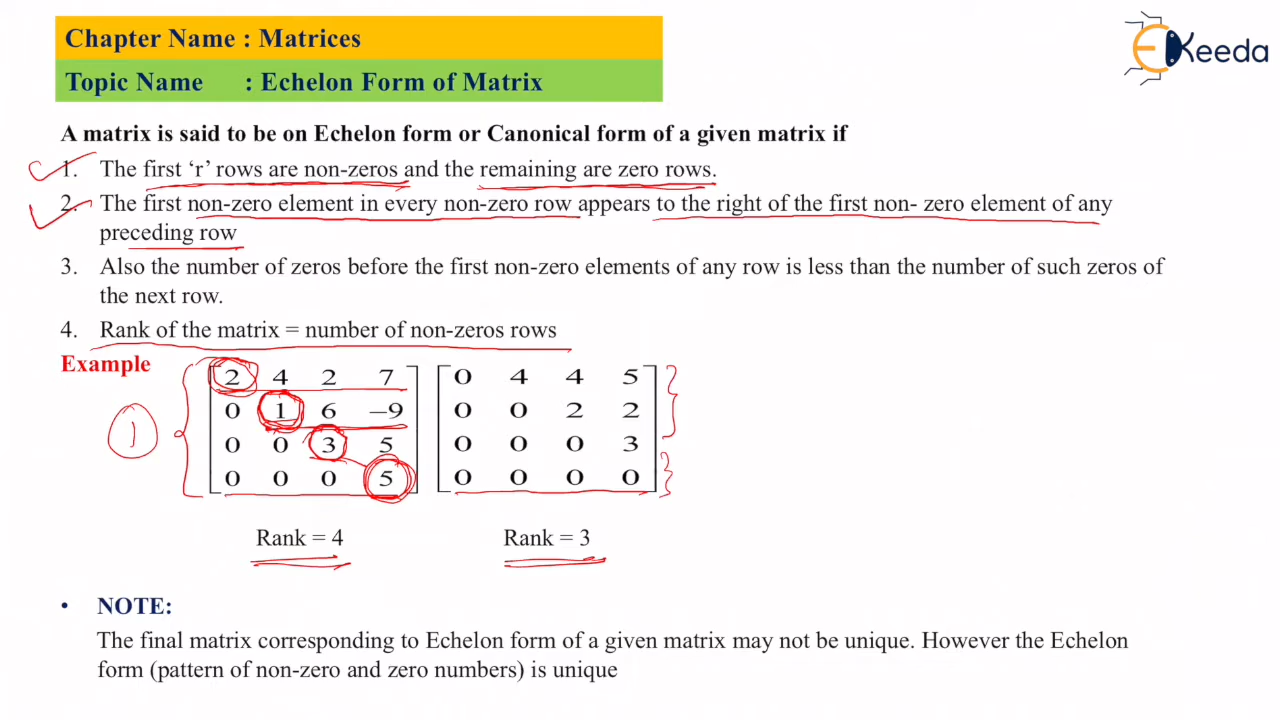 Chapter Name : Matrices
Topic Name : Echelon Form of Matrix
EKeeda
A matrix is said to be on Echelon form or Canonical form of a given matrix if
1. The first ‘r’ rows are non-zeros and the remaining are zero rows.
2. The first non-zero element in every non-zero row appears to the right of the first non- zero element of any
preceding row
3. Also the number of zeros before the first non-zero elements of any row is less than the number of such zeros of
the next row.
4. Rank of the matrix = number of non-zeros rows
Example
1
2 4 2 7
0 1 6 −9
0 0 3 5
0 0 0 5
0 4 4 5
0 0 2 2
0 0 0 3
0 0 0 0
Rank = 4
Rank = 3
• NOTE:
The final matrix corresponding to Echelon form of a given matrix may not be unique. However the Echelon
form (pattern of non-zero and zero numbers) is unique